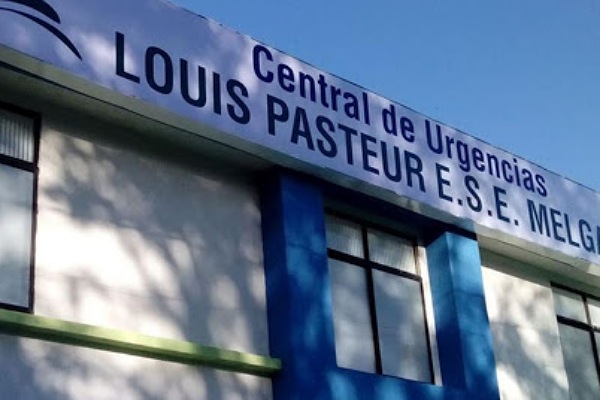 Central de Urgencias
LOUIS PASTEUR E.S.E.